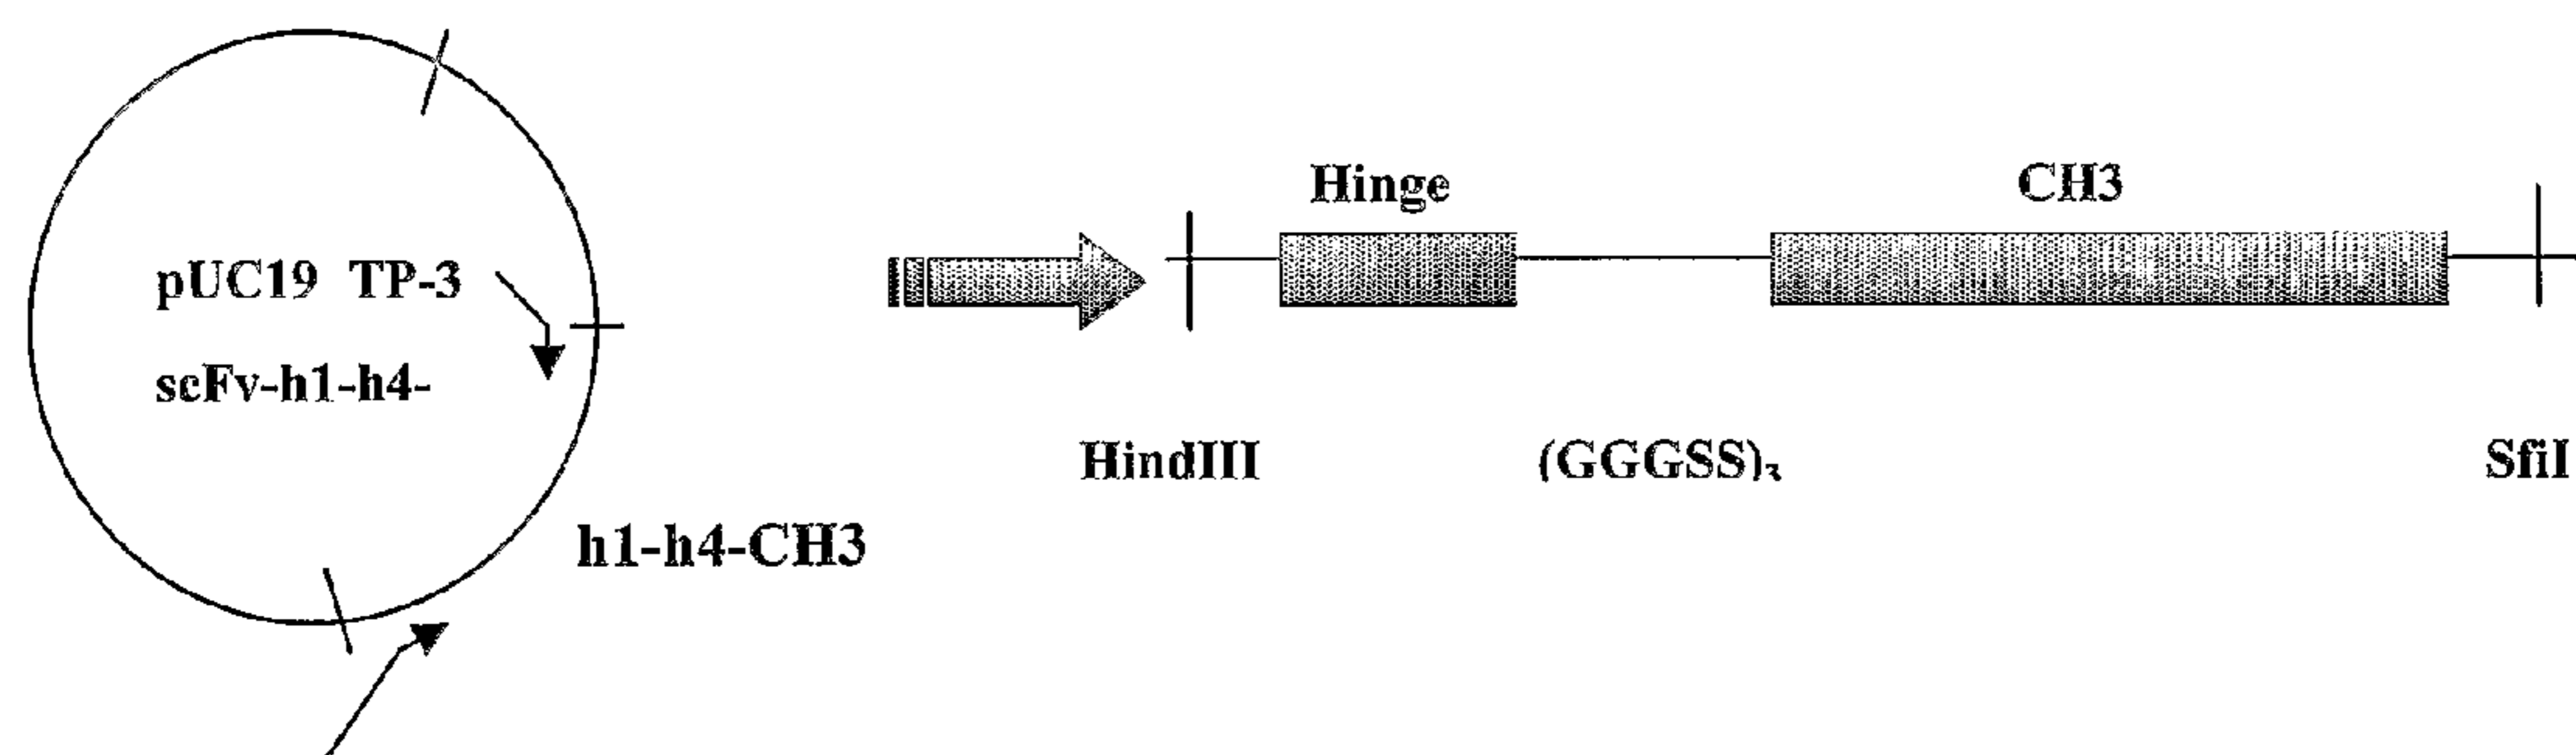 pUC19 TP-3
scFv-h1-h4-
h1-h4-CH3
Hinge
CH3
HindIII
(GGGSS)₃
SfiI